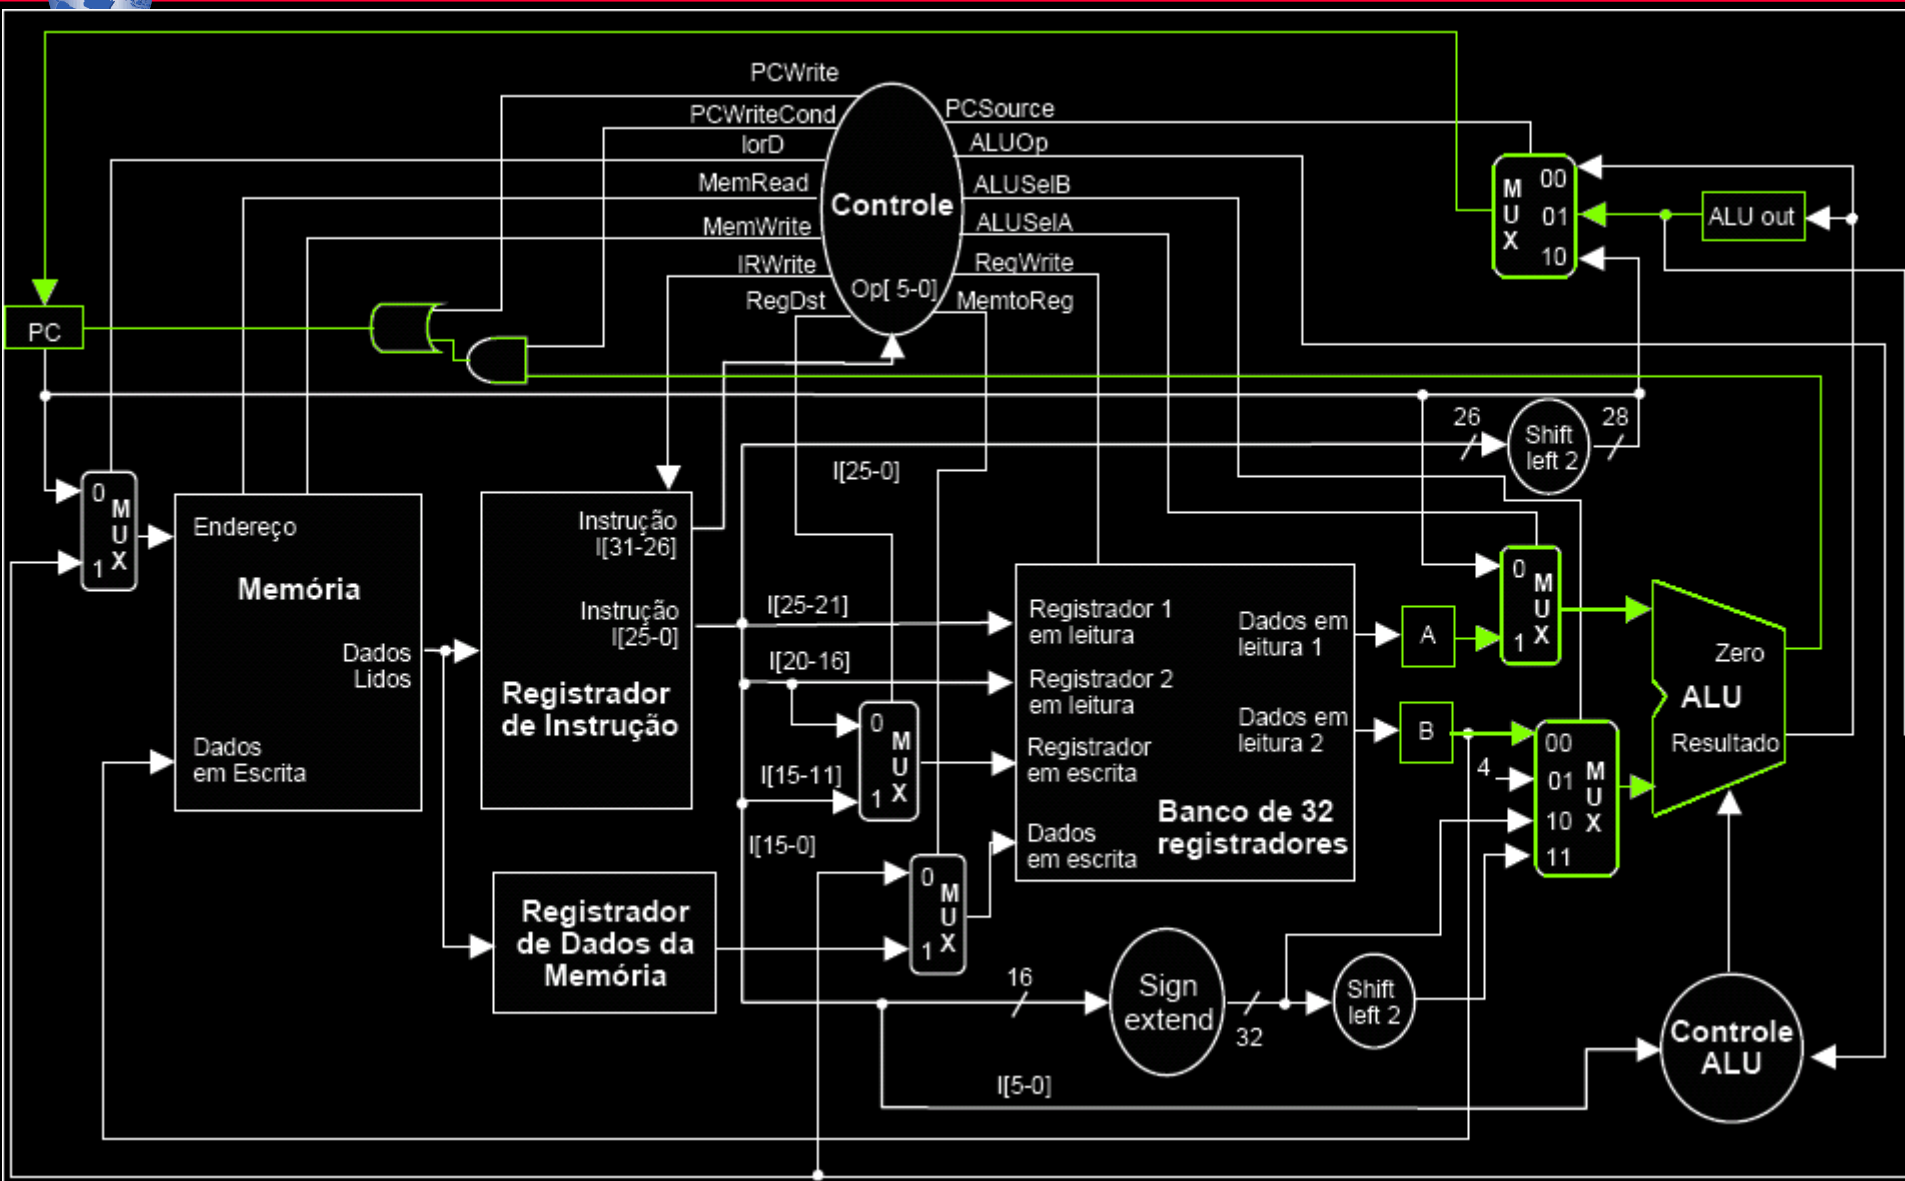 PCWrite
PCWriteCond
IorD
MemRead
MemWrite
IRWrite
RegDst
Controle
Op[ 5-0]
PCSource
ALUOp
ALUSelB
ALUSelA
RegWrite
MemtoReg
M
U
X
00
01
10
ALU out
PC
26
Shift
left 2
28
I[25-0]
0
1
M
U
X
Endereço
Memória
Dados
Lidos
Dados
em Escrita
Instrução
I[31-26]
Instrução
I[25-0]
Registrador
de Instrução
I[25-21]
I[20-16]
I[15-11]
I[15-0]
0
1
M
U
X
Registrador 1
em leitura
Registrador 2
em leitura
Registrador
em escrita
Dados
em escrita
Dados em
leitura 1
Dados em
leitura 2
Banco de 32
registradores
A
B
0
1
M
U
X
4
00
01
10
11
M
U
X
Zero
ALU
Resultado
Registrador
de Dados da
Memória
0
1
M
U
X
16
Sign
extend
32
Shift
left 2
Controle
ALU
I[5-0]